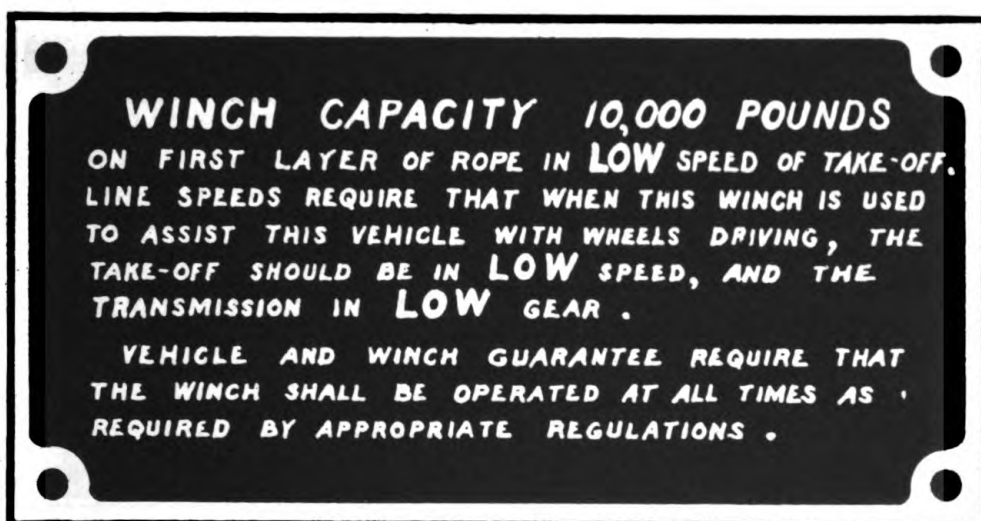 WINCH CAPACITY 10,000 POUNDS
ON FIRST LAYER OF ROPE IN LOW SPEED OF TAKE-OFF.
LINE SPEEDS REQUIRE THAT WHEN THIS WINCH IS USED
TO ASSIST THIS VEHICLE WITH WHEELS DRIVING, THE
TAKE-OFF SHOULD BE IN LOW SPEED, AND THE
TRANSMISSION IN LOW GEAR.
VEHICLE AND WINCH GUARANTEE REQUIRE THAT
THE WINCH SHALL BE OPERATED AT ALL TIMES AS
REQUIRED BY APPROPRIATE REGULATIONS.